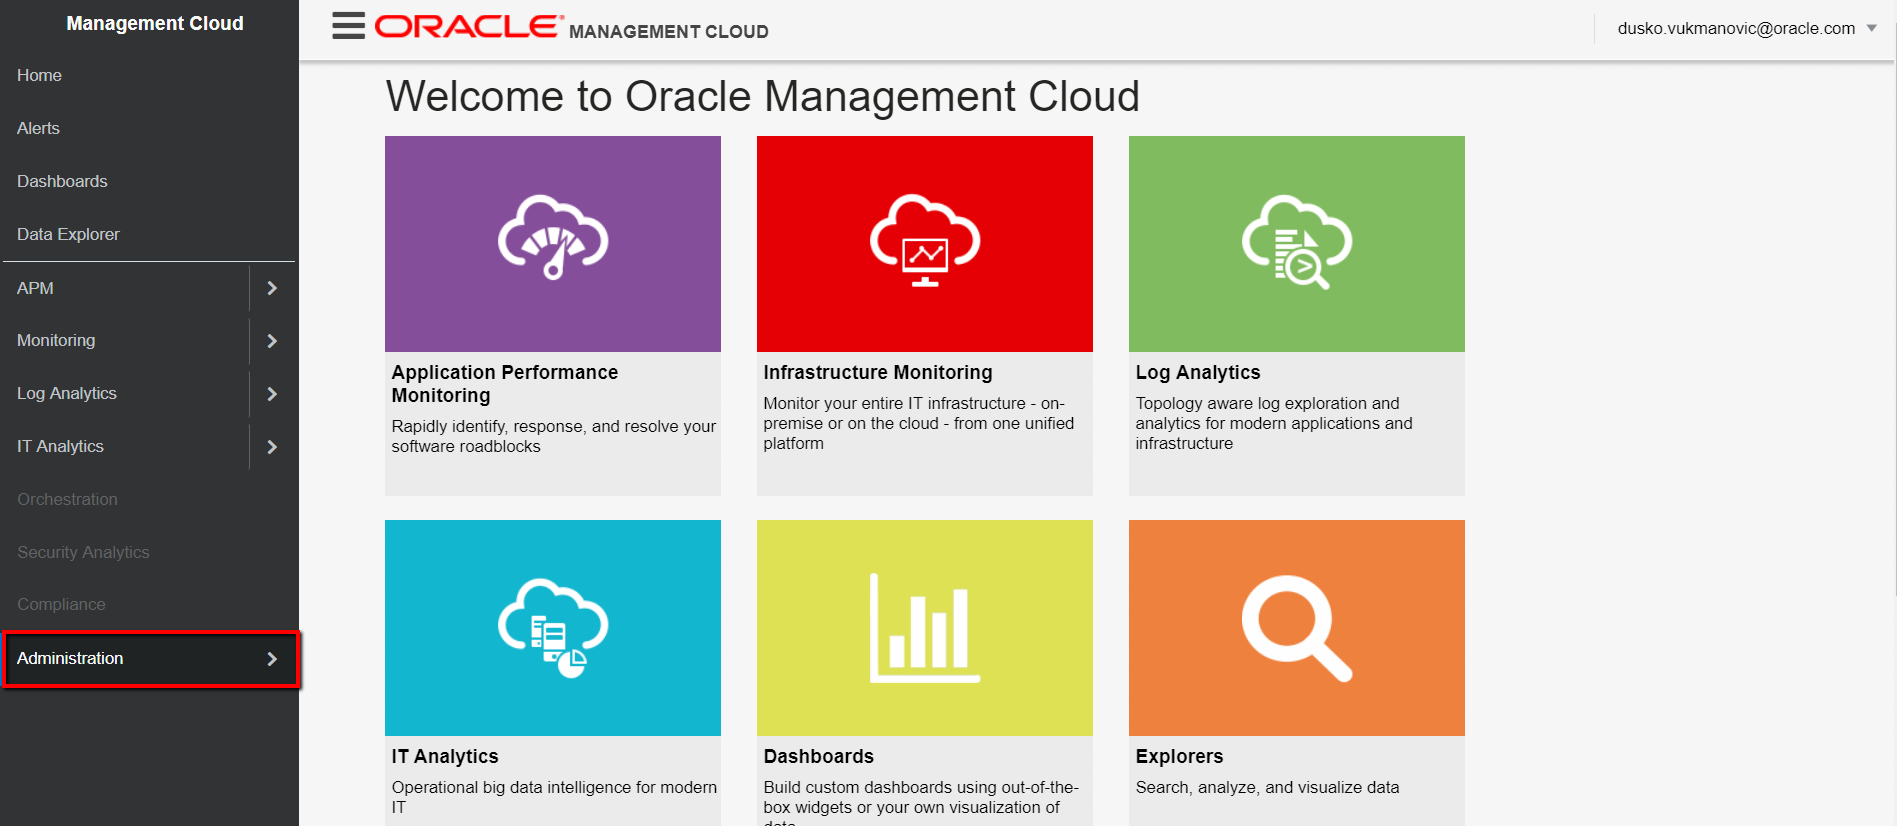 Management Cloud
Home
Alerts
Dashboards
Data Explorer
APM
Monitoring
Log Analytics
IT Analytics
Orchestration
Security Analytics
Compliance
Administration
ORACLE MANAGEMENT CLOUD
dusko.vukmanovic@oracle.com
Welcome to Oracle Management Cloud
Application Performance
Monitoring
Rapidly identify, response, and resolve your
software roadblocks
Infrastructure Monitoring
Monitor your entire IT infrastructure - on-
premise or on the cloud - from one unified
platform
Log Analytics
Topology aware log exploration and
analytics for modern applications and
infrastructure
IT Analytics
Operational big data intelligence for modern
IT
Dashboards
Build custom dashboards using out-of-the-
box widgets or your own visualization of
data
Explorers
Search, analyze, and visualize data